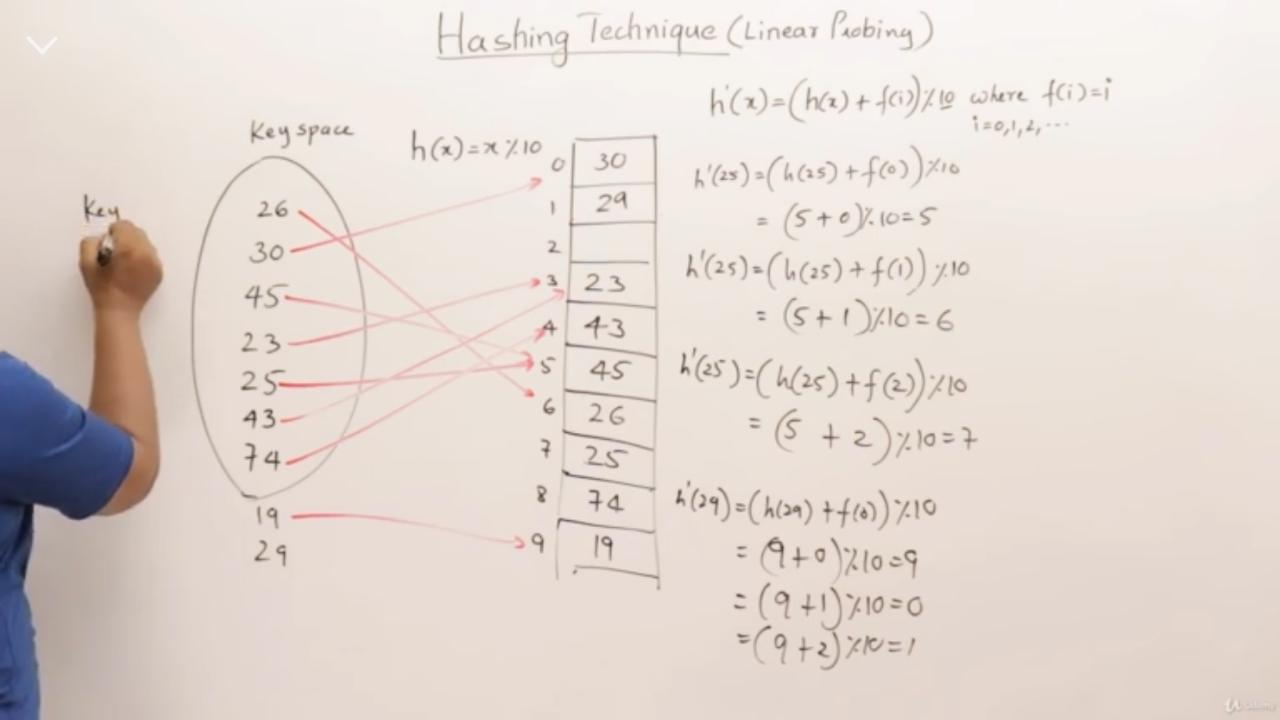 Hashing Technique (Linear Probing)
h'(x)=(h(x)+f(i))%10 where f(i)=i
i=0,1,2,...
Key space
h(x)=x%10
Key
26
30
45
23
25
43
74
19
29
0 30
1 29
2
3 23
4 43
5 45
6 26
7 25
8 74
9 19
h'(25)=(h(25)+f(0))%10
= (5+0)%10=5
h'(25)=(h(25)+f(1))%10
= (5+1)%10=6
h'(25)=(h(25)+f(2))%10
= (5+2)%10=7
h'(29)=(h(29)+f(0))%10
= (9+0)%10=9
= (9+1)%10=0
=(9+2)%10=1
Udemy